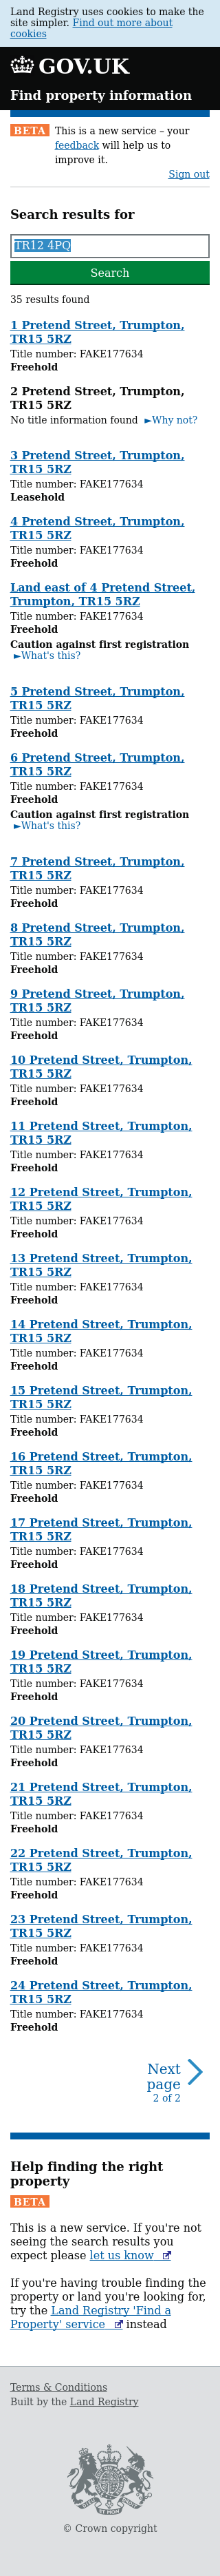 Land Registry uses cookies to make the
site simpler. Find out more about
cookies
GOV.UK
Find property information
BETA This is a new service – your
feedback will help us to
improve it.
Sign out
Search results for
TR12 4PQ
Search
35 results found
1 Pretend Street, Trumpton,
TR15 5RZ
Title number: FAKE177634
Freehold
2 Pretend Street, Trumpton,
TR15 5RZ
No title information found ►Why not?
3 Pretend Street, Trumpton,
TR15 5RZ
Title number: FAKE177634
Leasehold
4 Pretend Street, Trumpton,
TR15 5RZ
Title number: FAKE177634
Freehold
Land east of 4 Pretend Street,
Trumpton, TR15 5RZ
Title number: FAKE177634
Freehold
Caution against first registration
►What's this?
5 Pretend Street, Trumpton,
TR15 5RZ
Title number: FAKE177634
Freehold
6 Pretend Street, Trumpton,
TR15 5RZ
Title number: FAKE177634
Freehold
Caution against first registration
►What's this?
7 Pretend Street, Trumpton,
TR15 5RZ
Title number: FAKE177634
Freehold
8 Pretend Street, Trumpton,
TR15 5RZ
Title number: FAKE177634
Freehold
9 Pretend Street, Trumpton,
TR15 5RZ
Title number: FAKE177634
Freehold
10 Pretend Street, Trumpton,
TR15 5RZ
Title number: FAKE177634
Freehold
11 Pretend Street, Trumpton,
TR15 5RZ
Title number: FAKE177634
Freehold
12 Pretend Street, Trumpton,
TR15 5RZ
Title number: FAKE177634
Freehold
13 Pretend Street, Trumpton,
TR15 5RZ
Title number: FAKE177634
Freehold
14 Pretend Street, Trumpton,
TR15 5RZ
Title number: FAKE177634
Freehold
15 Pretend Street, Trumpton,
TR15 5RZ
Title number: FAKE177634
Freehold
16 Pretend Street, Trumpton,
TR15 5RZ
Title number: FAKE177634
Freehold
17 Pretend Street, Trumpton,
TR15 5RZ
Title number: FAKE177634
Freehold
18 Pretend Street, Trumpton,
TR15 5RZ
Title number: FAKE177634
Freehold
19 Pretend Street, Trumpton,
TR15 5RZ
Title number: FAKE177634
Freehold
20 Pretend Street, Trumpton,
TR15 5RZ
Title number: FAKE177634
Freehold
21 Pretend Street, Trumpton,
TR15 5RZ
Title number: FAKE177634
Freehold
22 Pretend Street, Trumpton,
TR15 5RZ
Title number: FAKE177634
Freehold
23 Pretend Street, Trumpton,
TR15 5RZ
Title number: FAKE177634
Freehold
24 Pretend Street, Trumpton,
TR15 5RZ
Title number: FAKE177634
Freehold
Next
page
2 of 2
Help finding the right
property
BETA
This is a new service. If you're not
seeing the search results you
expect please let us know
If you're having trouble finding the
property or land you're looking for,
try the Land Registry 'Find a
Property' service instead
Terms & Conditions
Built by the Land Registry
© Crown copyright